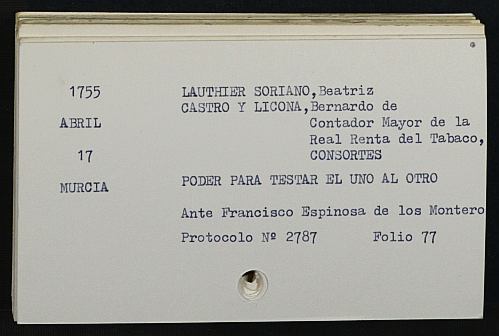 1755
LAUTHIER SORIANO,Beatriz
CASTRO Y LICONA,Bernardo de
ABRIL
Contador Mayor de la
Real Renta del Tabaco,
17
CONSORTES
MURCIA
PODER PARA TESTAR EL UNO AL OTRO
Ante Francisco Espinosa de los Montero
Protocolo Nº 2787 Folio 77